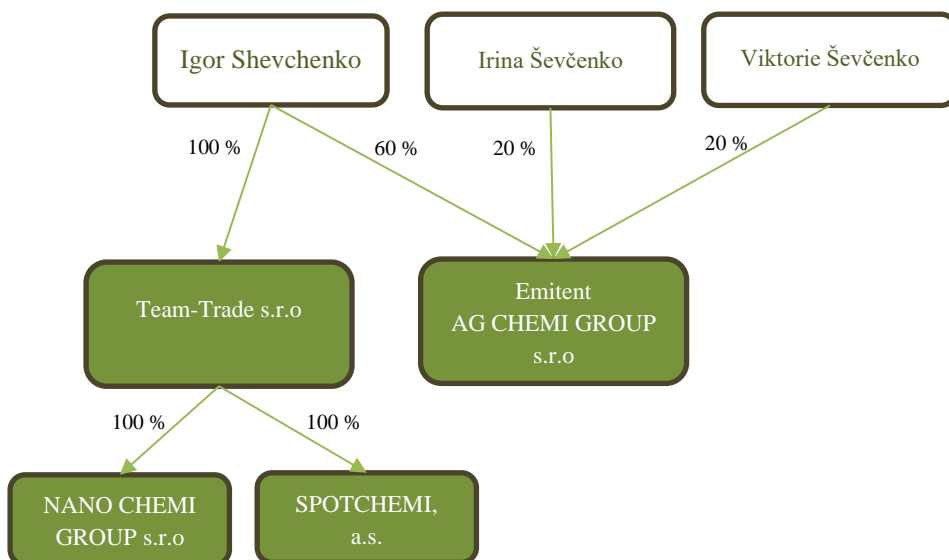 Igor Shevchenko
Irina Ševčenko
Viktorie Ševčenko
100 %
60 %
20 %
20 %
Team-Trade s.r.o
Emitent
AG CHEMI GROUP
s.r.o
100 %
100 %
NANO CHEMI
GROUP s.r.o
SPOTCHEMI,
a.s.